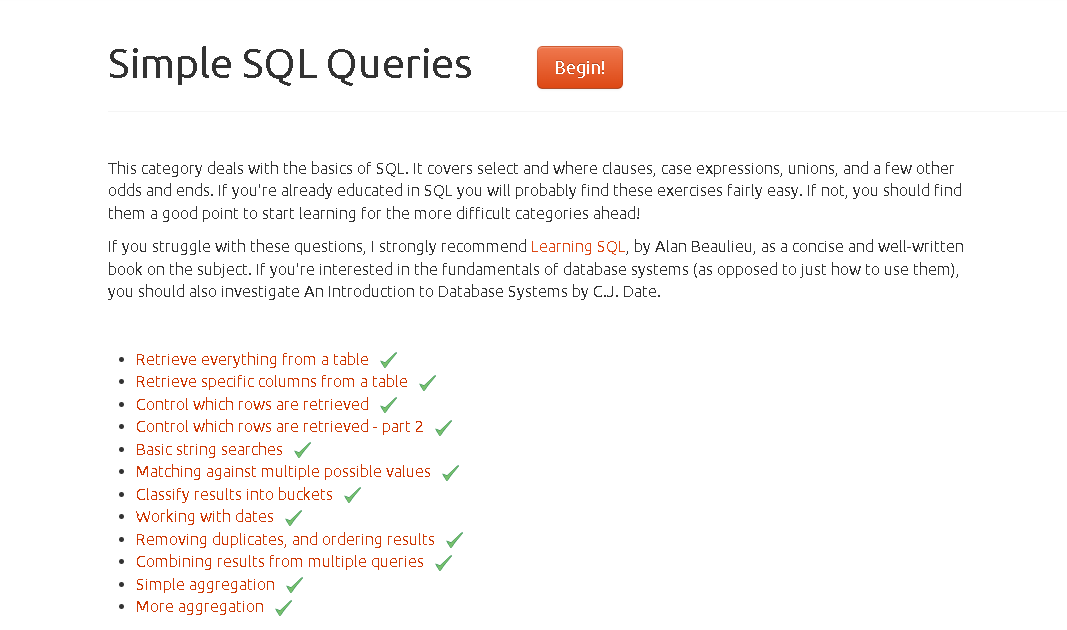 Simple SQL Queries
Begin!
This category deals with the basics of SQL. It covers select and where clauses, case expressions, unions, and a few other
odds and ends. If you're already educated in SQL you will probably find these exercises fairly easy. If not, you should find
them a good point to start learning for the more difficult categories ahead!
If you struggle with these questions, I strongly recommend Learning SQL, by Alan Beaulieu, as a concise and well-written
book on the subject. If you're interested in the fundamentals of database systems (as opposed to just how to use them),
you should also investigate An Introduction to Database Systems by C.J. Date.
Retrieve everything from a table
Retrieve specific columns from a table
Control which rows are retrieved
Control which rows are retrieved - part 2
Basic string searches
Matching against multiple possible values
Classify results into buckets
Working with dates
Removing duplicates, and ordering results
Combining results from multiple queries
Simple aggregation
More aggregation